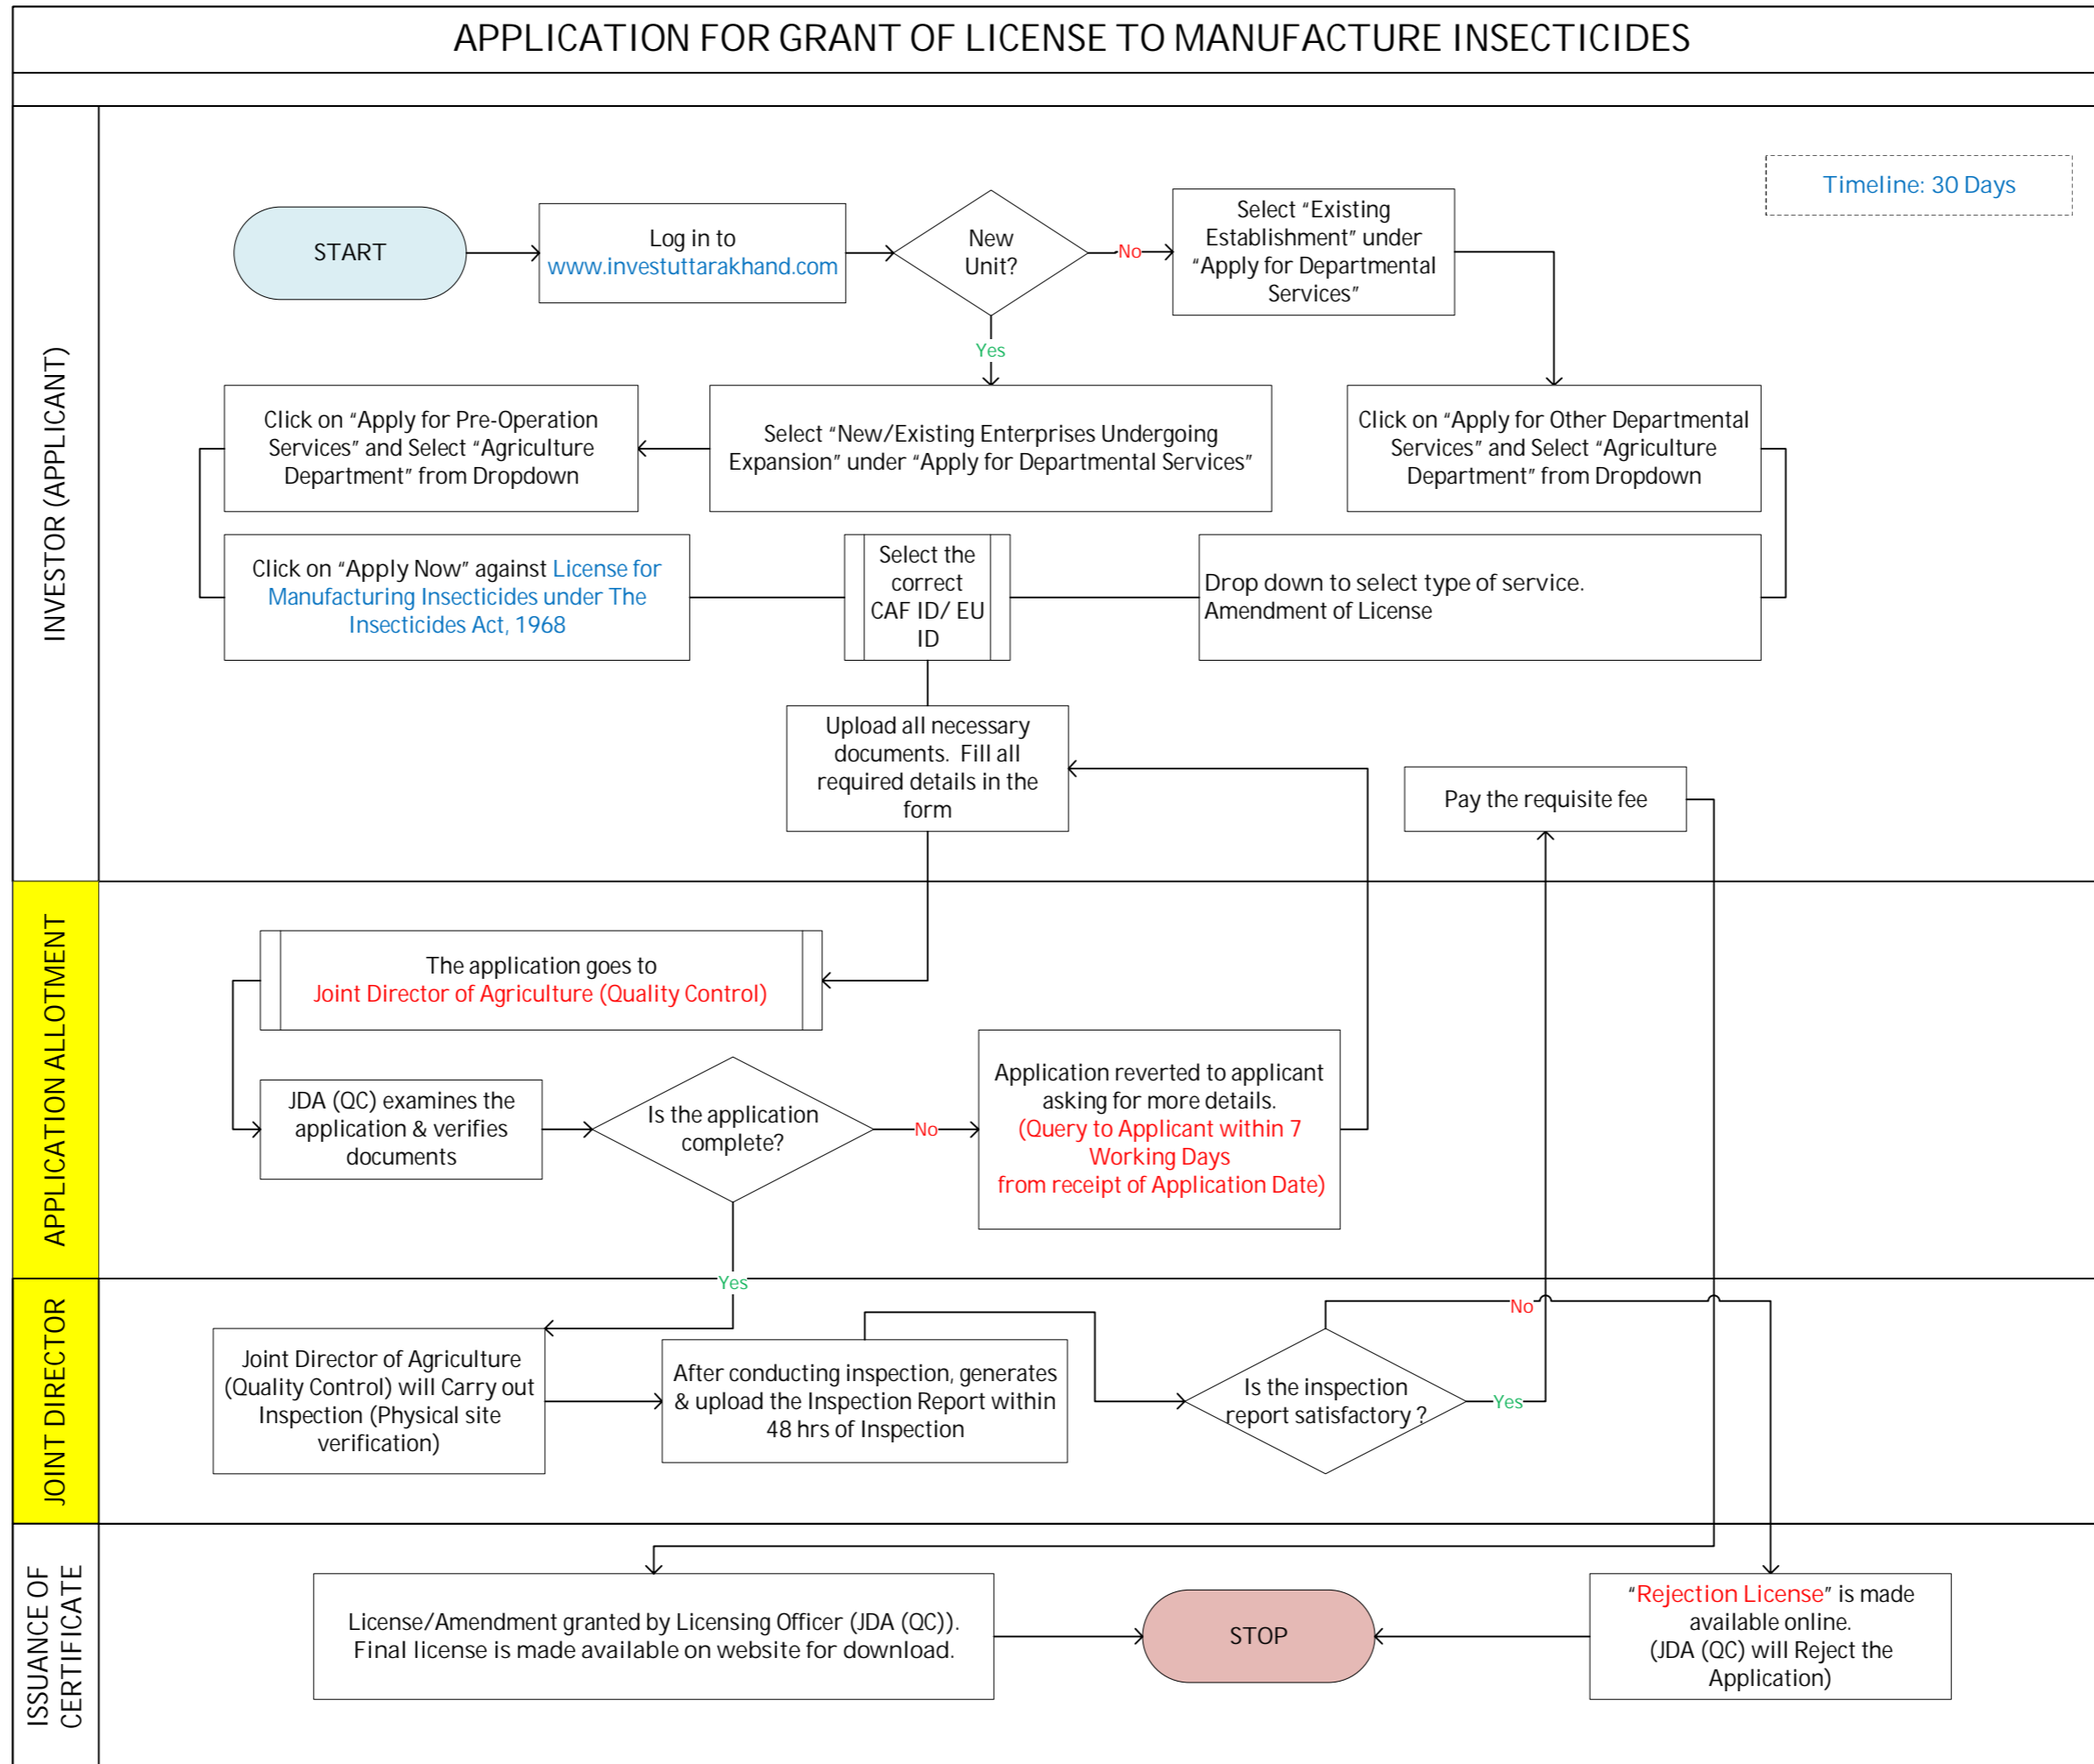 APPLICATION FOR GRANT OF LICENSE TO MANUFACTURE INSECTICIDES
INVESTOR (APPLICANT)
Timeline: 30 Days
START
Log in to
www.investuttarakhand.com
New
Unit?
No
Select “Existing
Establishment” under
“Apply for Departmental
Services”
Yes
Click on “Apply for Pre-Operation
Services” and Select “Agriculture
Department” from Dropdown
Select “New/Existing Enterprises Undergoing
Expansion” under “Apply for Departmental Services”
Click on “Apply for Other Departmental
Services” and Select “Agriculture
Department” from Dropdown
Click on “Apply Now” against License for
Manufacturing Insecticides under The
Insecticides Act, 1968
Select the
correct
CAF ID/ EU
ID
Drop down to select type of service.
Amendment of License
Upload all necessary
documents. Fill all
required details in the
form
Pay the requisite fee
APPLICATION ALLOTMENT
The application goes to
Joint Director of Agriculture (Quality Control)
JDA (QC) examines the
application & verifies
documents
Is the application
complete?
No
Application reverted to applicant
asking for more details.
(Query to Applicant within 7
Working Days
from receipt of Application Date)
Yes
JOINT DIRECTOR
Joint Director of Agriculture
(Quality Control) will Carry out
Inspection (Physical site
verification)
After conducting inspection, generates
& upload the Inspection Report within
48 hrs of Inspection
Is the inspection
report satisfactory ?
No
Yes
ISSUANCE OF
CERTIFICATE
License/Amendment granted by Licensing Officer (JDA (QC)).
Final license is made available on website for download.
STOP
“Rejection License” is made
available online.
(JDA (QC) will Reject the
Application)